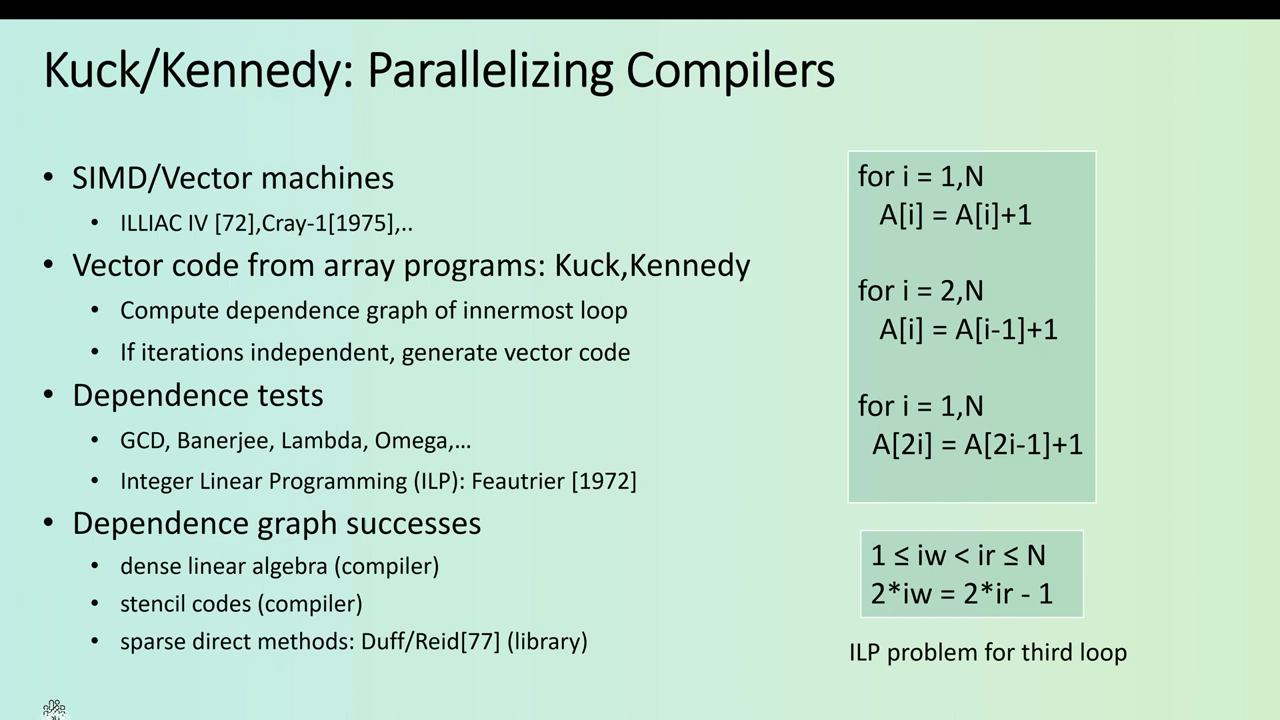 Kuck/Kennedy: Parallelizing Compilers
• SIMD/Vector machines
• ILLIAC IV [72],Cray-1[1975],..
• Vector code from array programs: Kuck,Kennedy
• Compute dependence graph of innermost loop
• If iterations independent, generate vector code
• Dependence tests
• GCD, Banerjee, Lambda, Omega,...
• Integer Linear Programming (ILP): Feautrier [1972]
• Dependence graph successes
• dense linear algebra (compiler)
• stencil codes (compiler)
• sparse direct methods: Duff/Reid[77] (library)
for i = 1,N
A[i] = A[i]+1
for i = 2,N
A[i] = A[i-1]+1
for i = 1,N
A[2i] = A[2i-1]+1
1 ≤ iw < ir ≤ N
2*iw = 2*ir - 1
ILP problem for third loop